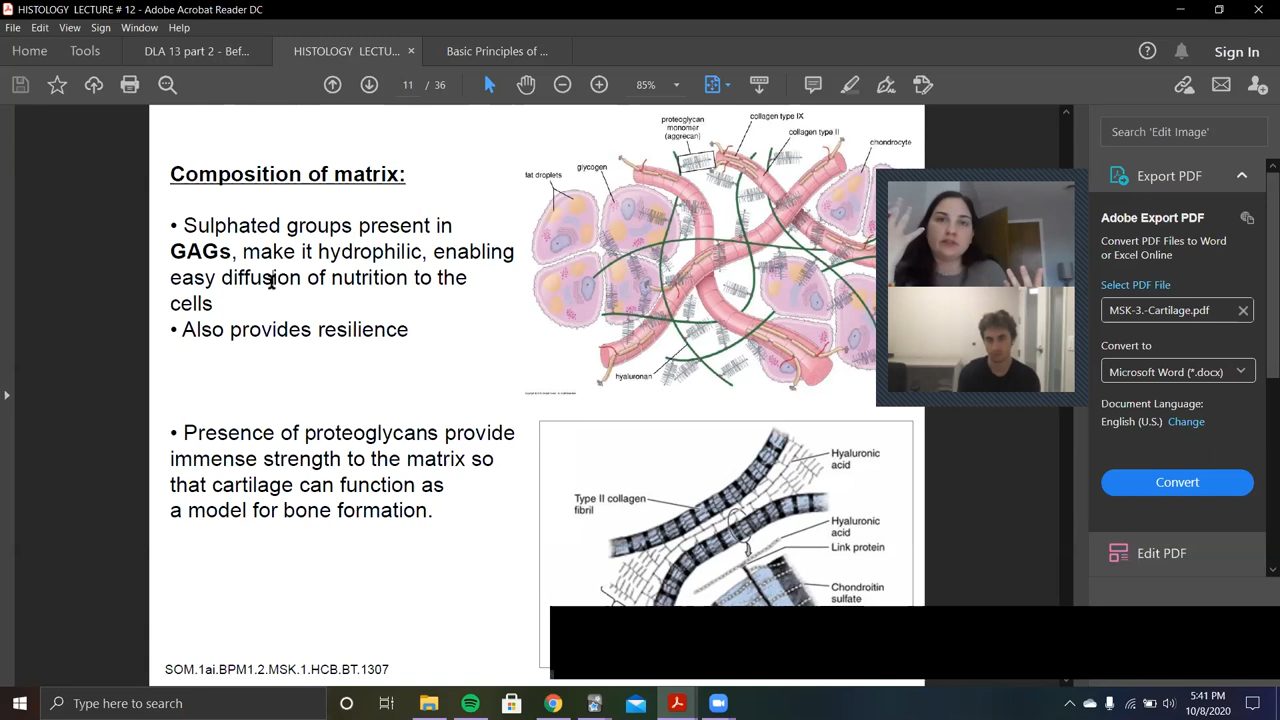 HISTOLOGY LECTURE # 12 - Adobe Acrobat Reader DC
File Edit View Sign Window Help
Home Tools DLA 13 part 2 - Bef... HISTOLOGY LECTU... × Basic Principles of ... Sign In
11 / 36 85%
Composition of matrix:
• Sulphated groups present in
GAGs, make it hydrophilic, enabling
easy diffusion of nutrition to the
cells
• Also provides resilience
• Presence of proteoglycans provide
immense strength to the matrix so
that cartilage can function as
a model for bone formation.
SOM.1ai.BPM1.2.MSK.1.HCB.BT.1307
proteoglycan
monomer
(aggrecan)
collagen type IX
collagen type II
chondrocyte
glycogen
fat droplets
hyaluronan
Hyaluronic
acid
Type II collagen
fibril
Hyaluronic
acid
Link protein
Chondroitin
sulfate
Search 'Edit Image'
Export PDF
Adobe Export PDF
Convert PDF Files to Word
or Excel Online
Select PDF File
MSK-3.-Cartilage.pdf
Convert to
Microsoft Word (*.docx)
Document Language:
English (U.S.) Change
Convert
Edit PDF
Type here to search
5:41 PM
10/8/2020